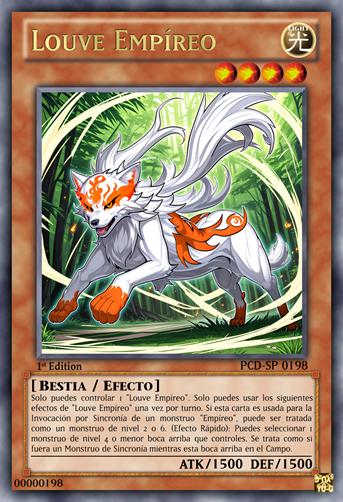 LOUVE EMPÍREO
LIGHT
光
1st Edition
PCD-SP 0198
[ BESTIA / EFECTO ]
Solo puedes controlar 1 "Louve Empireo". Solo puedes usar los siguientes
efectos de "Louve Empireo" una vez por turno. Si esta carta es usada para la
Invocación por Sincronía de un monstruo "Empíreo", puede ser tratada
como un monstruo de nivel 2 o 6. (Efecto Rápido): Puedes seleccionar 1
monstruo de nivel 4 o menor boca arriba que controles. Se trata como si
fuera un Monstruo de Sincronía mientras esta boca arriba en el Campo.
ATK/1500 DEF/1500
00000198